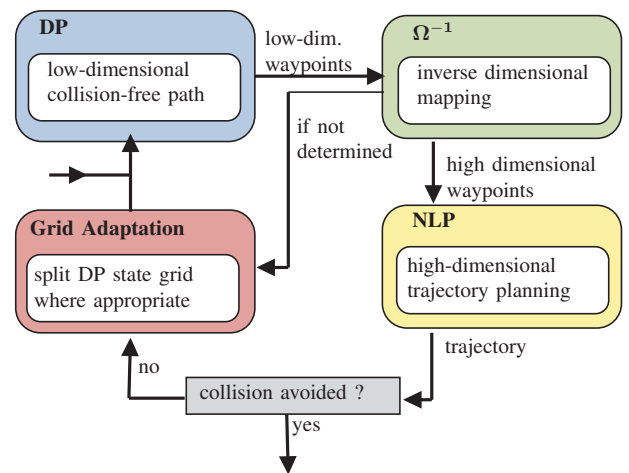 DP
low-dimensional
collision-free path
low-dim.
waypoints
Ω⁻¹
inverse dimensional
mapping
if not
determined
high dimensional
waypoints
Grid Adaptation
split DP state grid
where appropriate
NLP
high-dimensional
trajectory planning
trajectory
no
collision avoided ?
yes